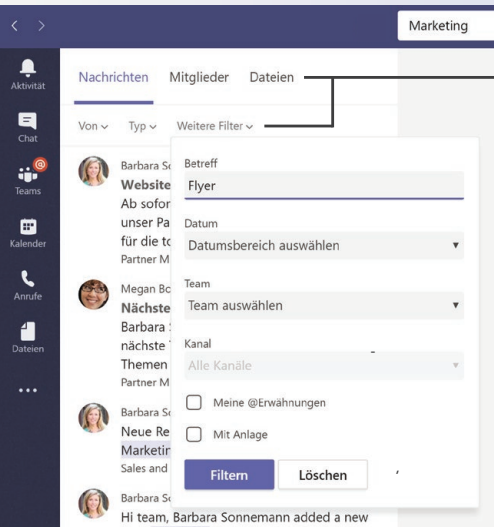 Marketing
Aktivität
Chat
Teams
Kalender
Anrufe
Dateien
Nachrichten Mitglieder Dateien
Von Typ Weitere Filter
Barbara
Website
Ab sofor
unser Pa
für die to
Partner M
Megan Bo
Nächste
Barbara
nächste
Themen
Partner M
Barbara
Neue Re
Marketin
Sales and
Barbara
Hi team, Barbara Sonnemann added a new
Betreff
Flyer
Datum
Datumsbereich auswählen
Team
Team auswählen
Kanal
Alle Kanäle
Meine @Erwähnungen
Mit Anlage
Filtern Löschen